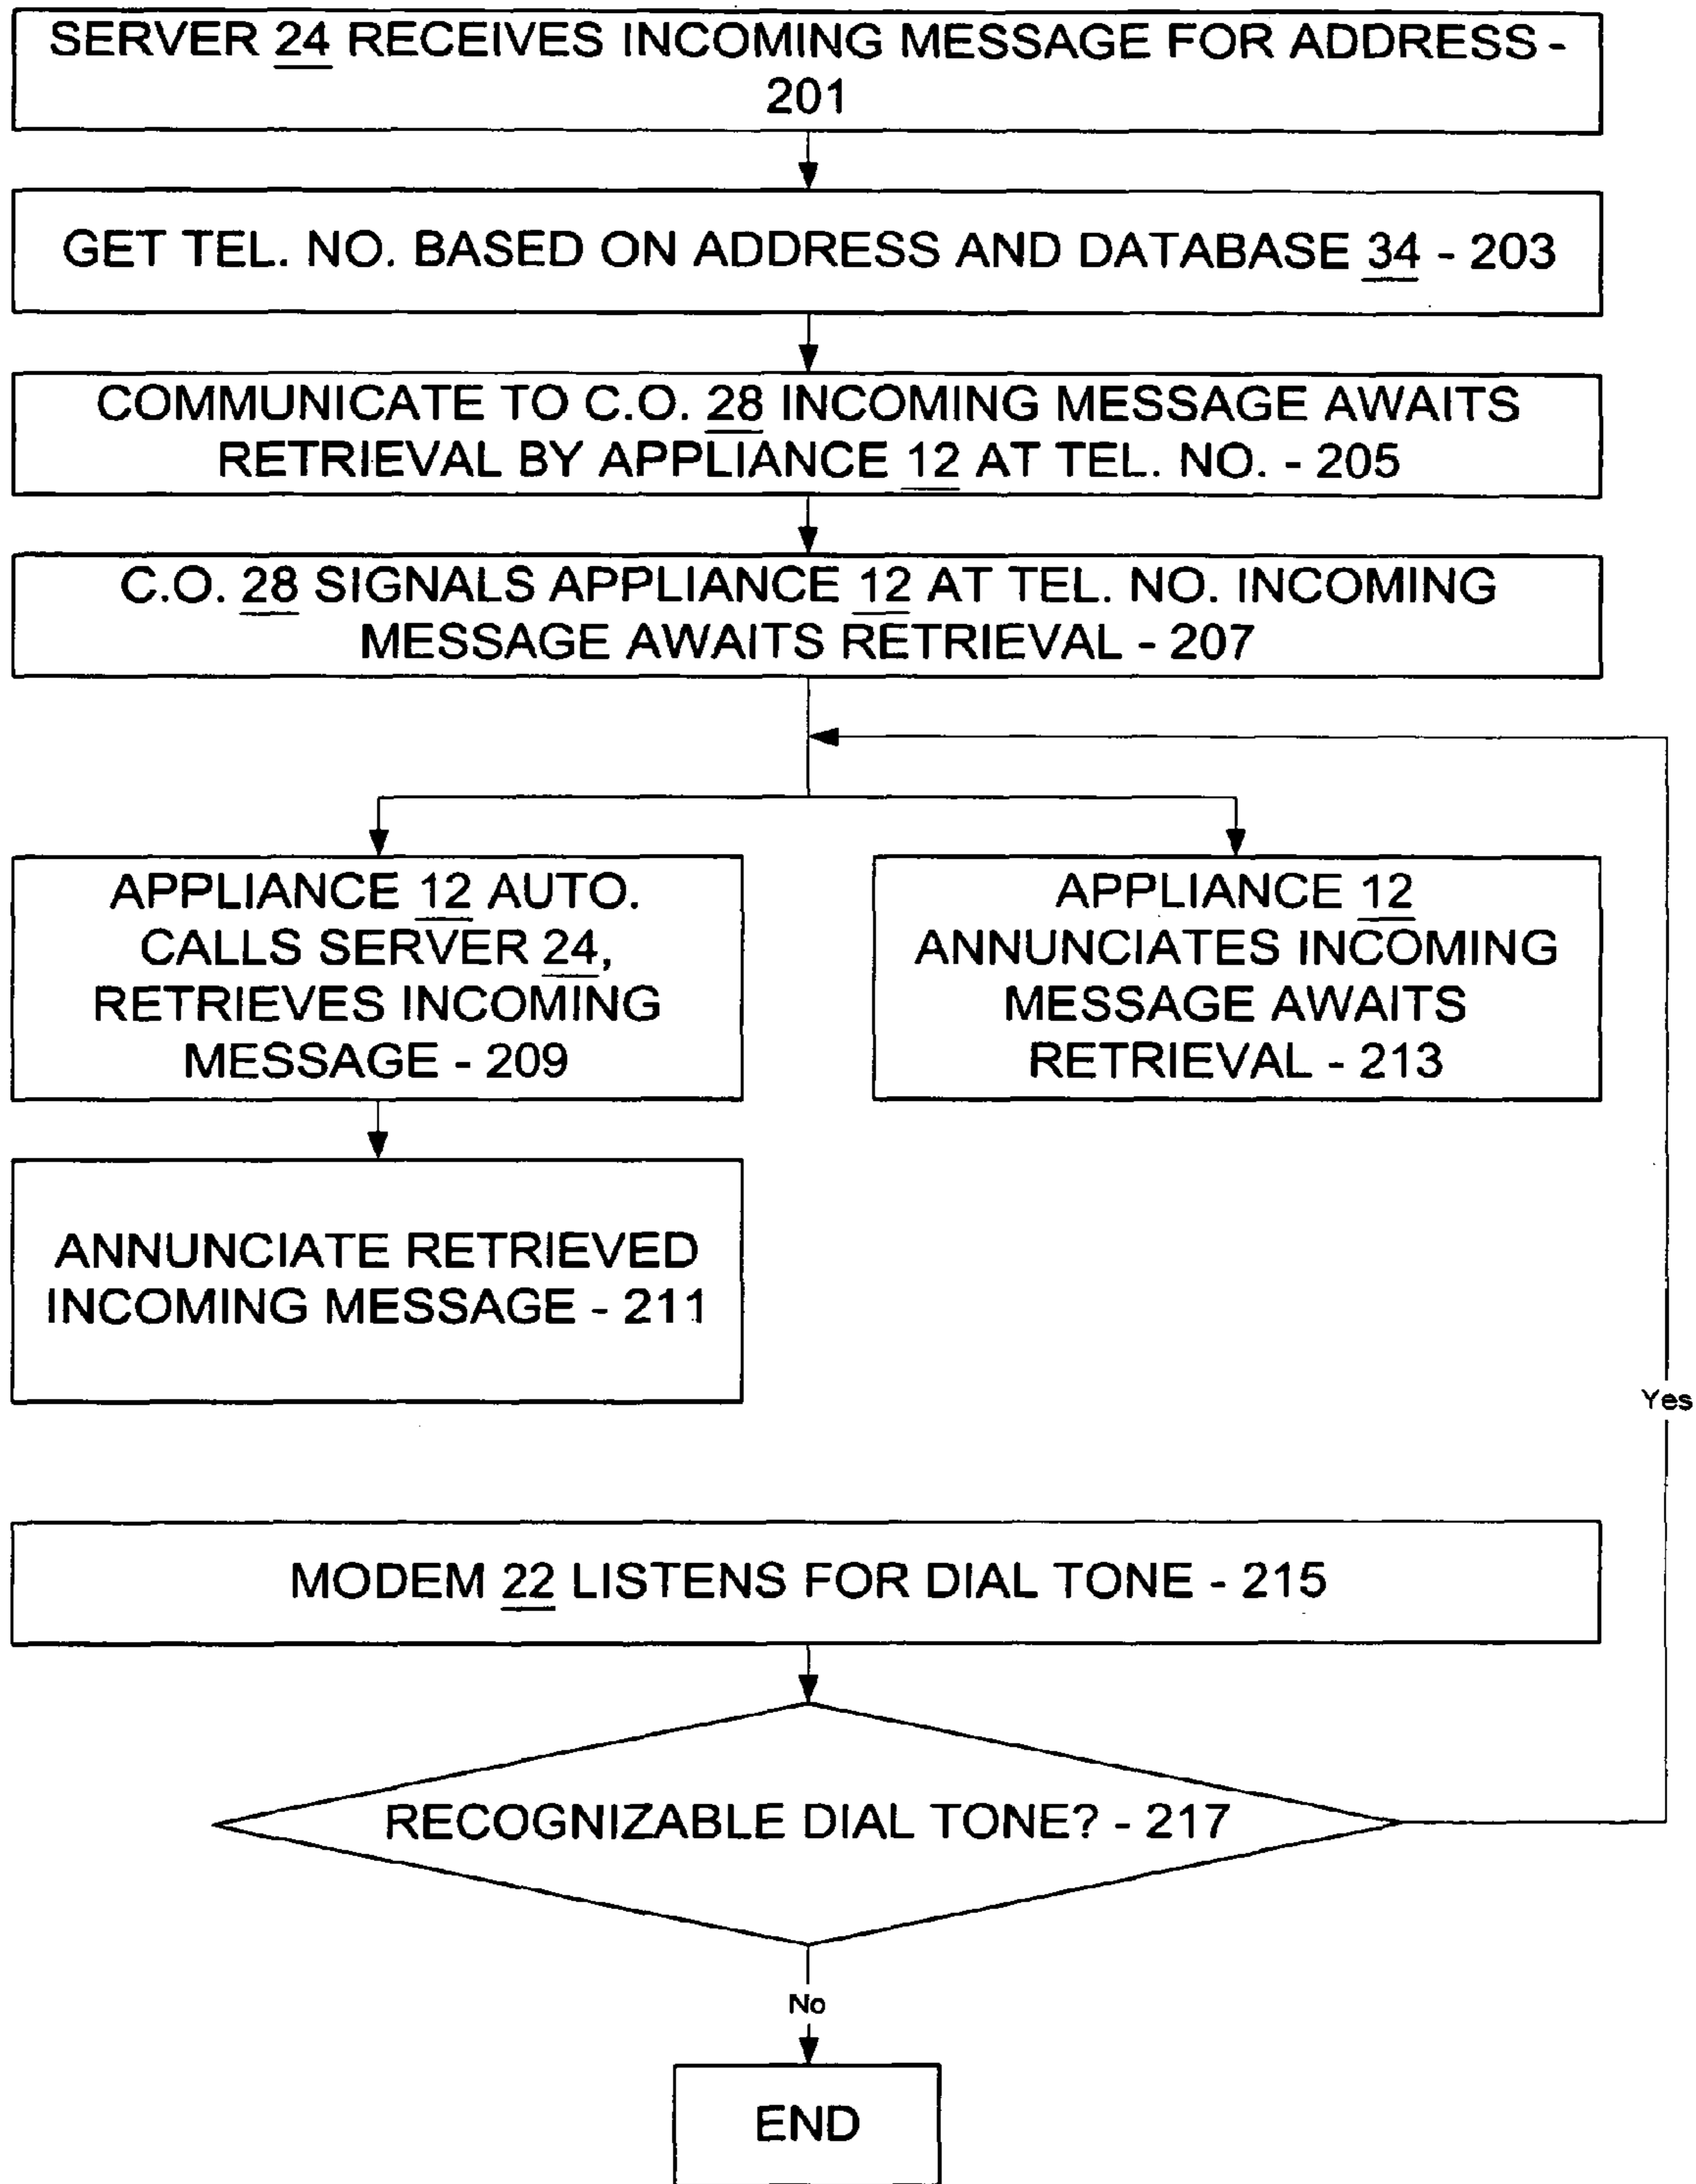 SERVER 24 RECEIVES INCOMING MESSAGE FOR ADDRESS -
201
GET TEL. NO. BASED ON ADDRESS AND DATABASE 34 - 203
COMMUNICATE TO C.O. 28 INCOMING MESSAGE AWAITS
RETRIEVAL BY APPLIANCE 12 AT TEL. NO. - 205
C.O. 28 SIGNALS APPLIANCE 12 AT TEL. NO. INCOMING
MESSAGE AWAITS RETRIEVAL - 207
APPLIANCE 12 AUTO.
CALLS SERVER 24,
RETRIEVES INCOMING
MESSAGE - 209
APPLIANCE 12
ANNUNCIATES INCOMING
MESSAGE AWAITS
RETRIEVAL - 213
ANNUNCIATE RETRIEVED
INCOMING MESSAGE - 211
Yes
MODEM 22 LISTENS FOR DIAL TONE - 215
RECOGNIZABLE DIAL TONE? - 217
No
END